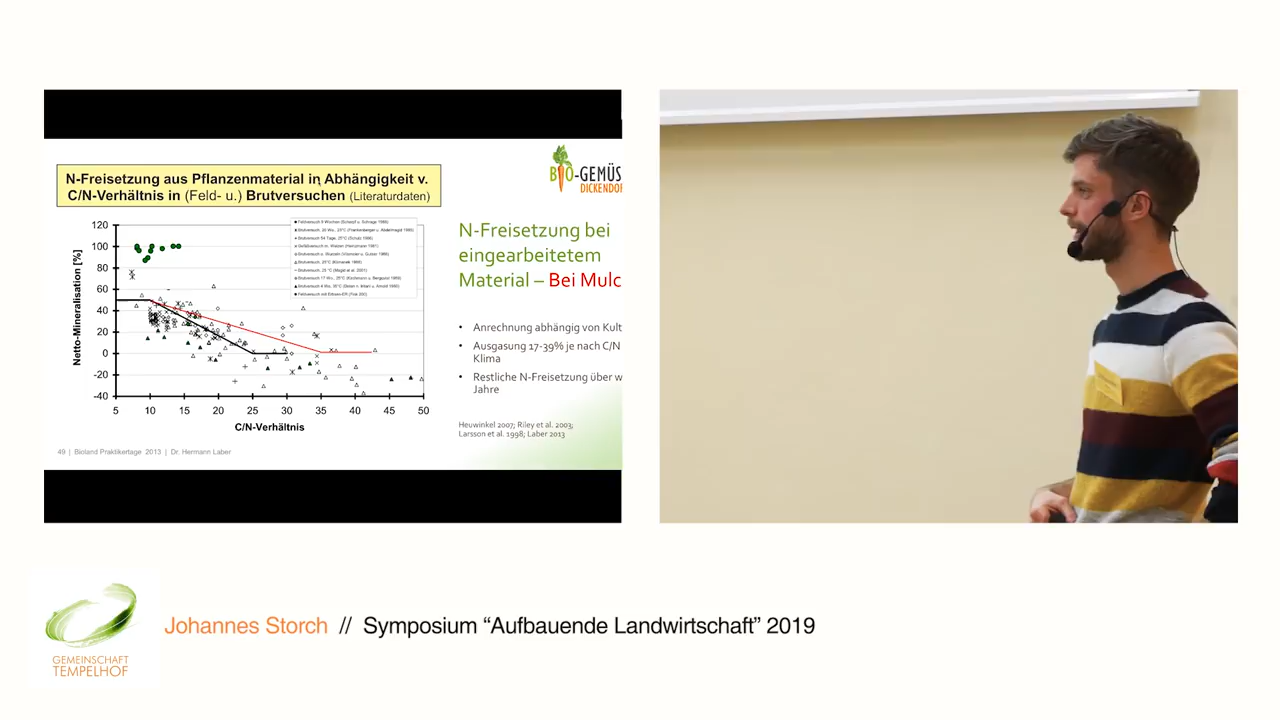 N-Freisetzung aus Pflanzenmaterial in Abhängigkeit v.
C/N-Verhältnis in (Feld- u.) Brutversuchen (Literaturdaten)
BIO-GEMÜS
DICKENDOR
N-Freisetzung bei
eingearbeitetem
Material – Bei Mulc
Anrechnung abhängig von Kult
Ausgasung 17-39% je nach C/N
Klima
Restliche N-Freisetzung über w
Jahre
Heuwinkel 2007; Riley et al. 2003;
Larsson et al. 1998; Laber 2013
Netto-Mineralisation [%]
120
100
80
60
40
20
0
-20
-40
5 10 15 20 25 30 35 40 45 50
C/N-Verhältnis
49 | Bioland Praktikertage 2013 | Dr. Hermann Laber
GEMEINSCHAFT
TEMPELHOF
Johannes Storch // Symposium “Aufbauende Landwirtschaft” 2019